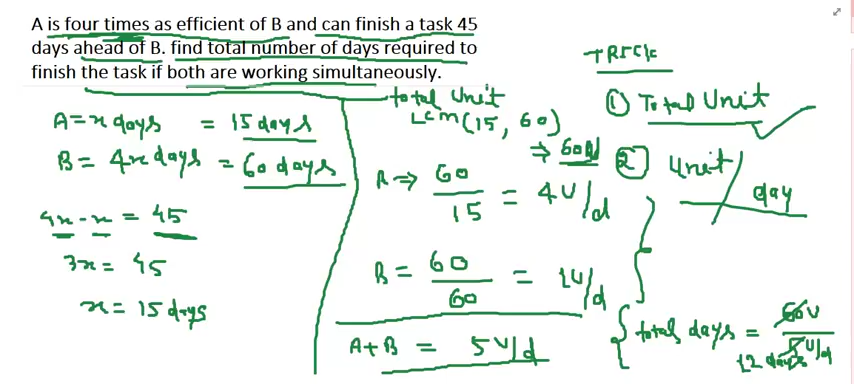 A is four times as efficient of B and can finish a task 45
days ahead of B. find total number of days required to
finish the task if both are working simultaneously.
A = x days = 15 days
B = 4x days = 60 days
4x - x = 45
3x = 45
x = 15 days
total unit
LCM (15, 60)
⇒ 60U
A ⇒ 60/15 = 4U/d
B = 60/60 = 1U/d
A+B = 5U/d
TRICK
① Total Unit
② Unit/day
total days = 60U/5U/d
12 days